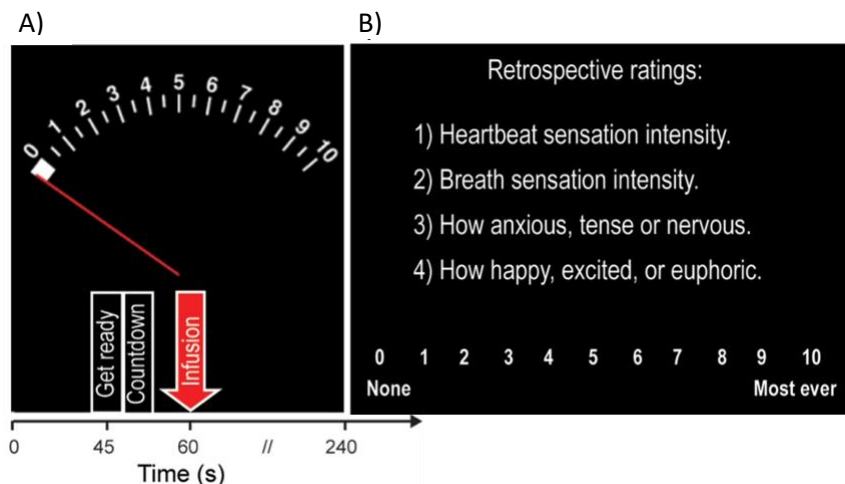 A)
0 1 2 3 4 5 6 7 8 9 10
Get ready
Countdown
Infusion
0 45 60 // 240
Time (s)
B)
Retrospective ratings:
1) Heartbeat sensation intensity.
2) Breath sensation intensity.
3) How anxious, tense or nervous.
4) How happy, excited, or euphoric.
0 1 2 3 4 5 6 7 8 9 10
None Most ever